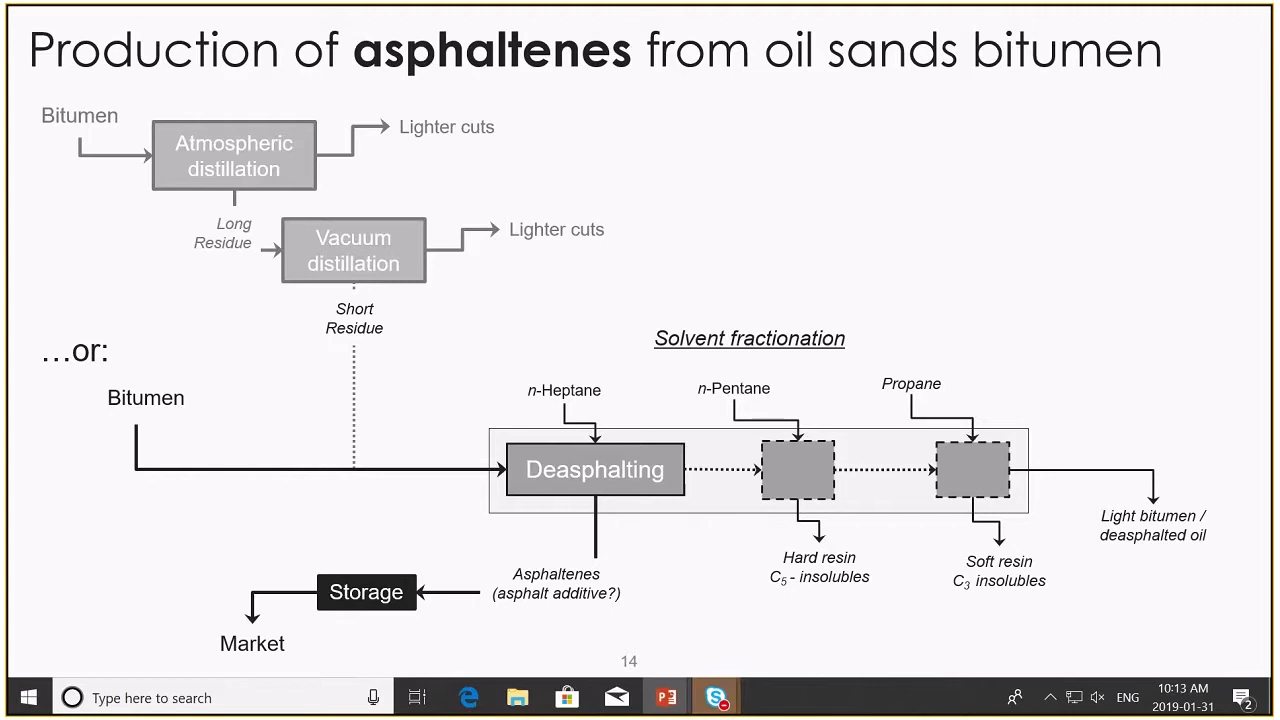 Production of asphaltenes from oil sands bitumen
Bitumen
Atmospheric
distillation
Lighter cuts
Long
Residue
Vacuum
distillation
Lighter cuts
Short
Residue
…or:
Bitumen
Solvent fractionation
n-Heptane
n-Pentane
Propane
Deasphalting
Light bitumen /
deasphalted oil
Hard resin
C5 - insolubles
Soft resin
C3 insolubles
Asphaltenes
(asphalt additive?)
Storage
Market
14
Type here to search
ENG
10:13 AM
2019-01-31
2